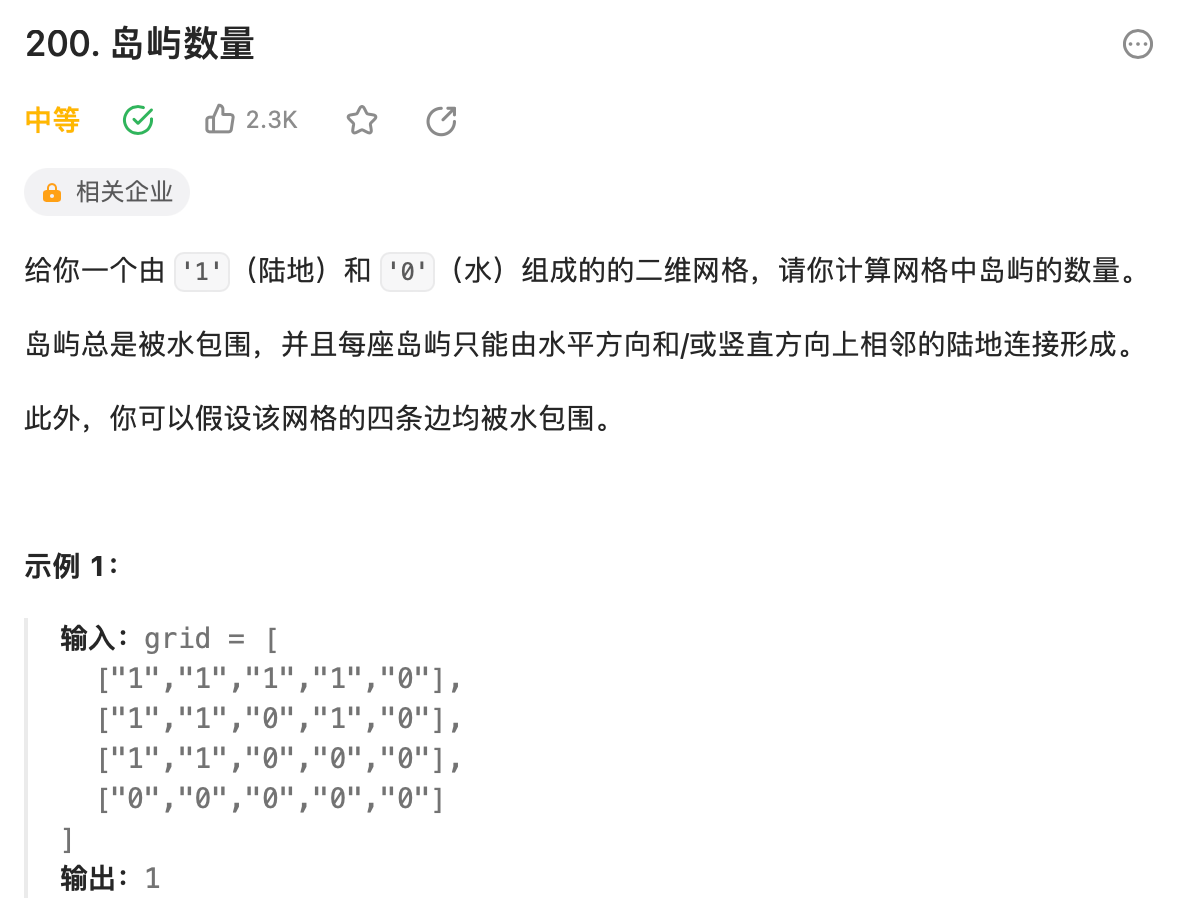 200. 岛屿数量
中等 2.3K
相关企业
给你一个由 '1'（陆地）和 '0'（水）组成的的二维网格，请你计算网格中岛屿的数量。
岛屿总是被水包围，并且每座岛屿只能由水平方向和/或竖直方向上相邻的陆地连接形成。
此外，你可以假设该网格的四条边均被水包围。
示例 1：
输入：grid = [
["1","1","1","1","0"],
["1","1","0","1","0"],
["1","1","0","0","0"],
["0","0","0","0","0"]
]
输出：1